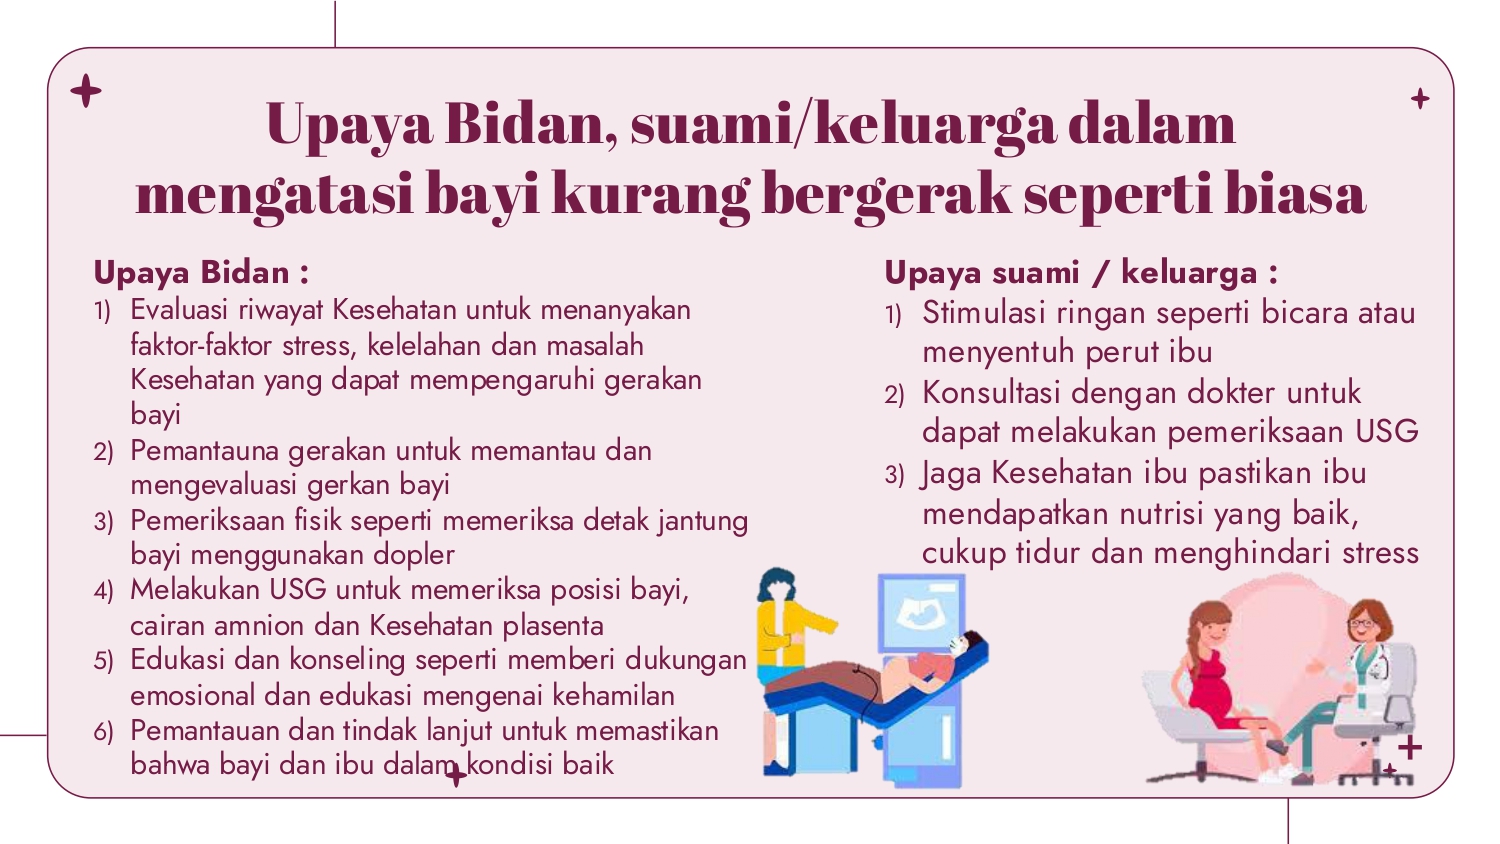 Upaya Bidan, suami/keluarga dalam
mengatasi bayi kurang bergerak seperti biasa
Upaya Bidan :
1) Evaluasi riwayat Kesehatan untuk menanyakan
faktor-faktor stress, kelelahan dan masalah
Kesehatan yang dapat mempengaruhi gerakan
bayi
2) Pemantauna gerakan untuk memantau dan
mengevaluasi gerkan bayi
3) Pemeriksaan fisik seperti memeriksa detak jantung
bayi menggunakan dopler
4) Melakukan USG untuk memeriksa posisi bayi,
cairan amnion dan Kesehatan plasenta
5) Edukasi dan konseling seperti memberi dukungan
emosional dan edukasi mengenai kehamilan
6) Pemantauan dan tindak lanjut untuk memastikan
bahwa bayi dan ibu dalam kondisi baik
Upaya suami / keluarga :
1) Stimulasi ringan seperti bicara atau
menyentuh perut ibu
2) Konsultasi dengan dokter untuk
dapat melakukan pemeriksaan USG
3) Jaga Kesehatan ibu pastikan ibu
mendapatkan nutrisi yang baik,
cukup tidur dan menghindari stress